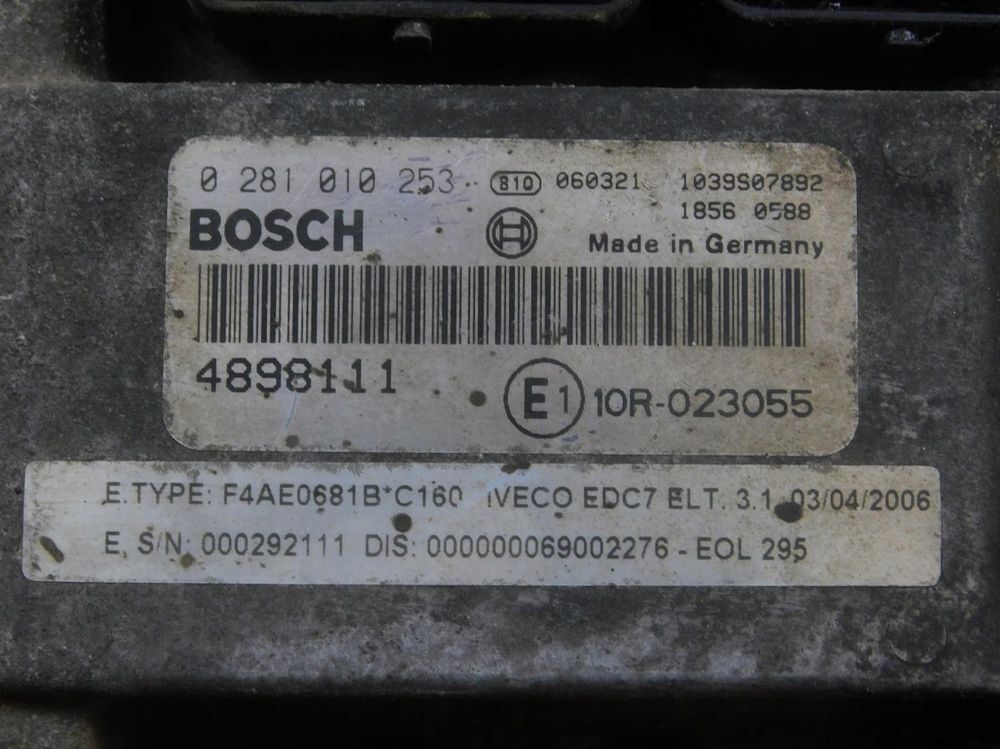 0 281 010 253 810 060321 1039S07892
1856 0588
BOSCH
Made in Germany
4898111
E1 10R-023055
E.TYPE: F4AE0681B*C160 IVECO EDC7 ELT. 3.1 03/04/2006
E. S/N: 000292111 DIS: 000000069002276 - EOL 295